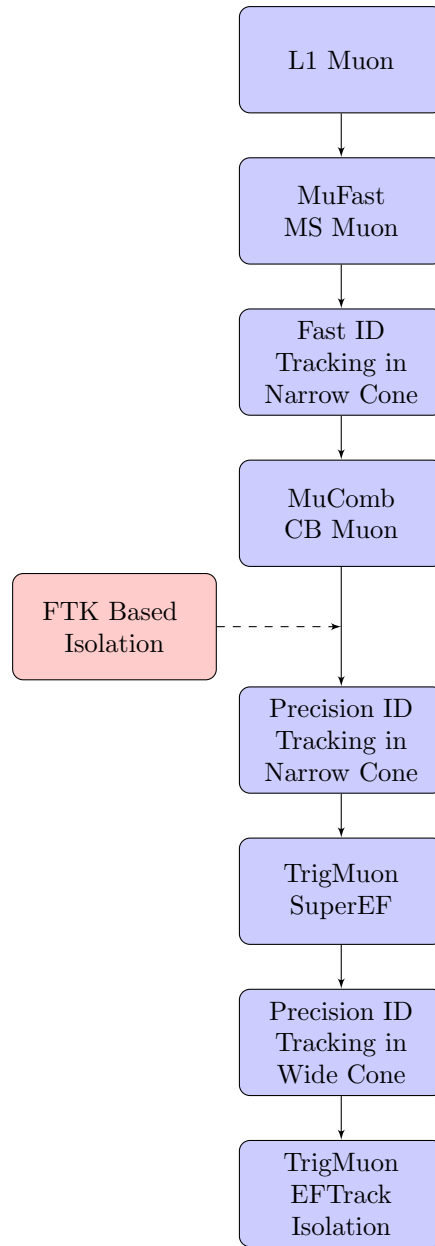 L1 Muon
MuFast
MS Muon
Fast ID
Tracking in
Narrow Cone
MuComb
CB Muon
FTK Based
Isolation
Precision ID
Tracking in
Narrow Cone
TrigMuon
SuperEF
Precision ID
Tracking in
Wide Cone
TrigMuon
EFTrack
Isolation